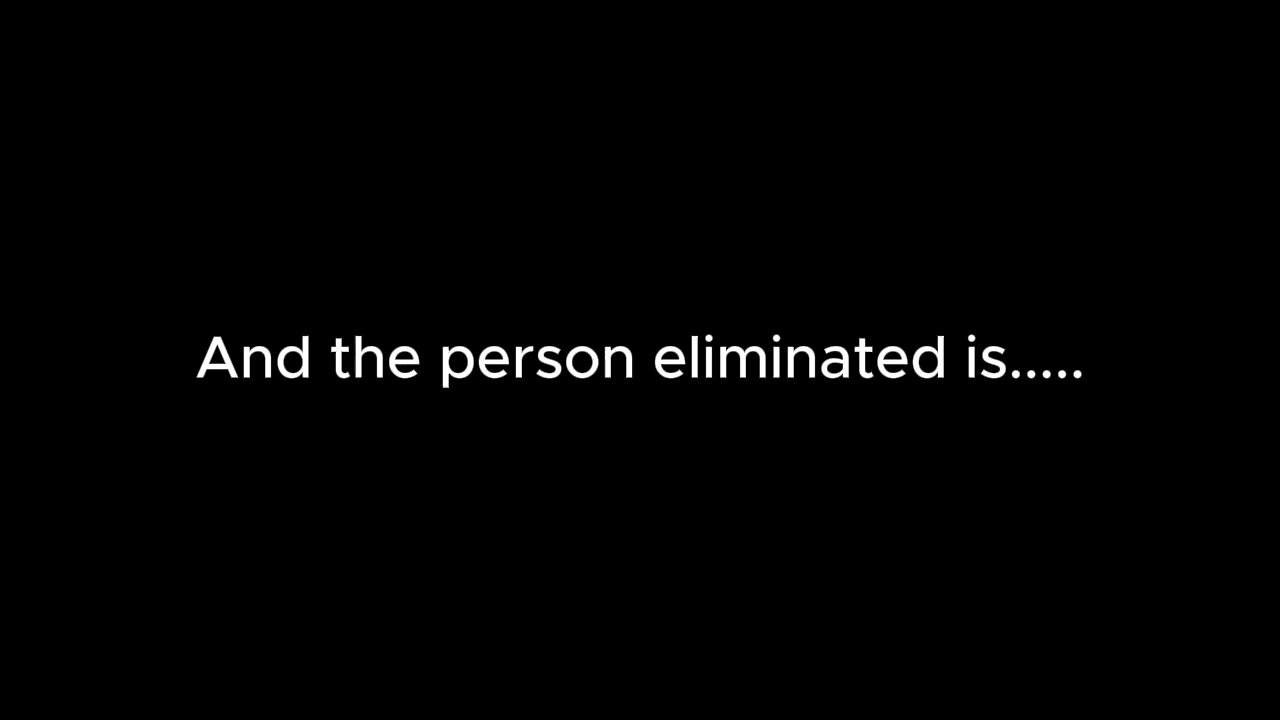 And the person eliminated is.....